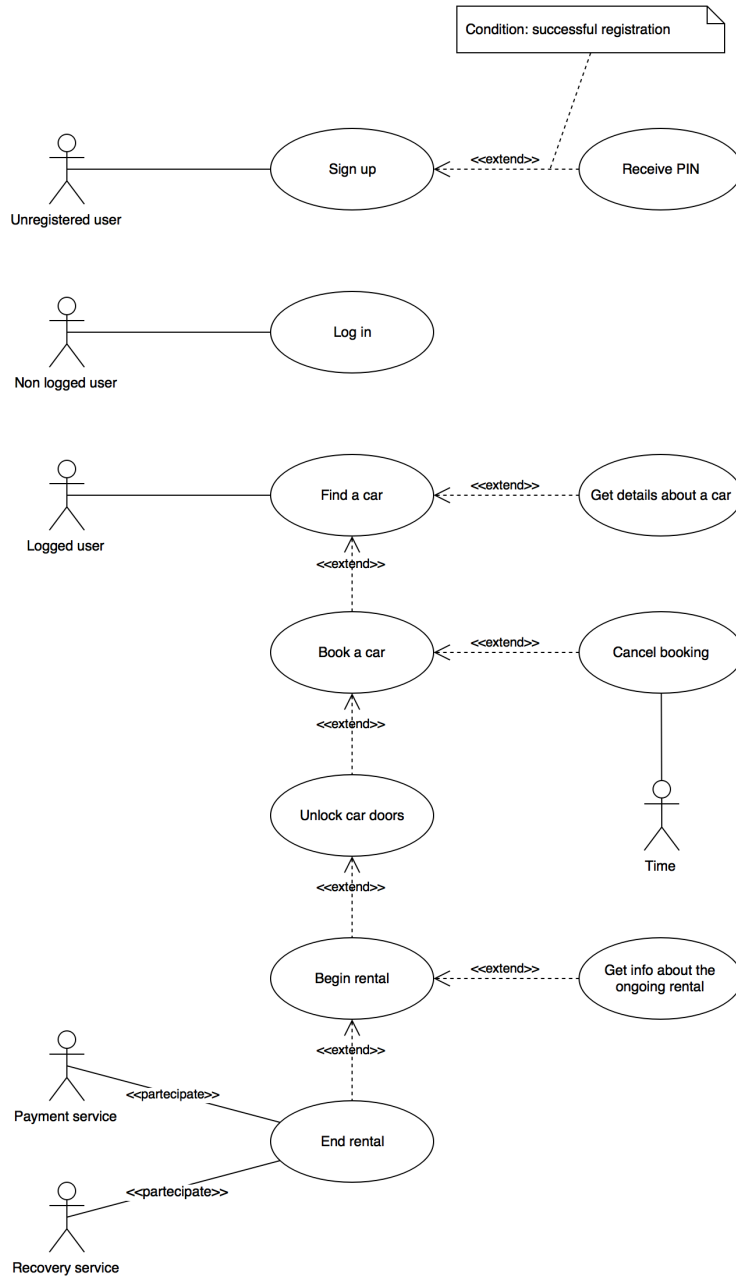 Condition: successful registration
Sign up
<<extend>>
Receive PIN
Unregistered user
Log in
Non logged user
Find a car
<<extend>>
Get details about a car
Logged user
<<extend>>
Book a car
<<extend>>
Cancel booking
<<extend>>
Unlock car doors
Time
<<extend>>
Begin rental
<<extend>>
Get info about the
ongoing rental
<<extend>>
<<partecipate>>
Payment service
End rental
<<partecipate>>
Recovery service